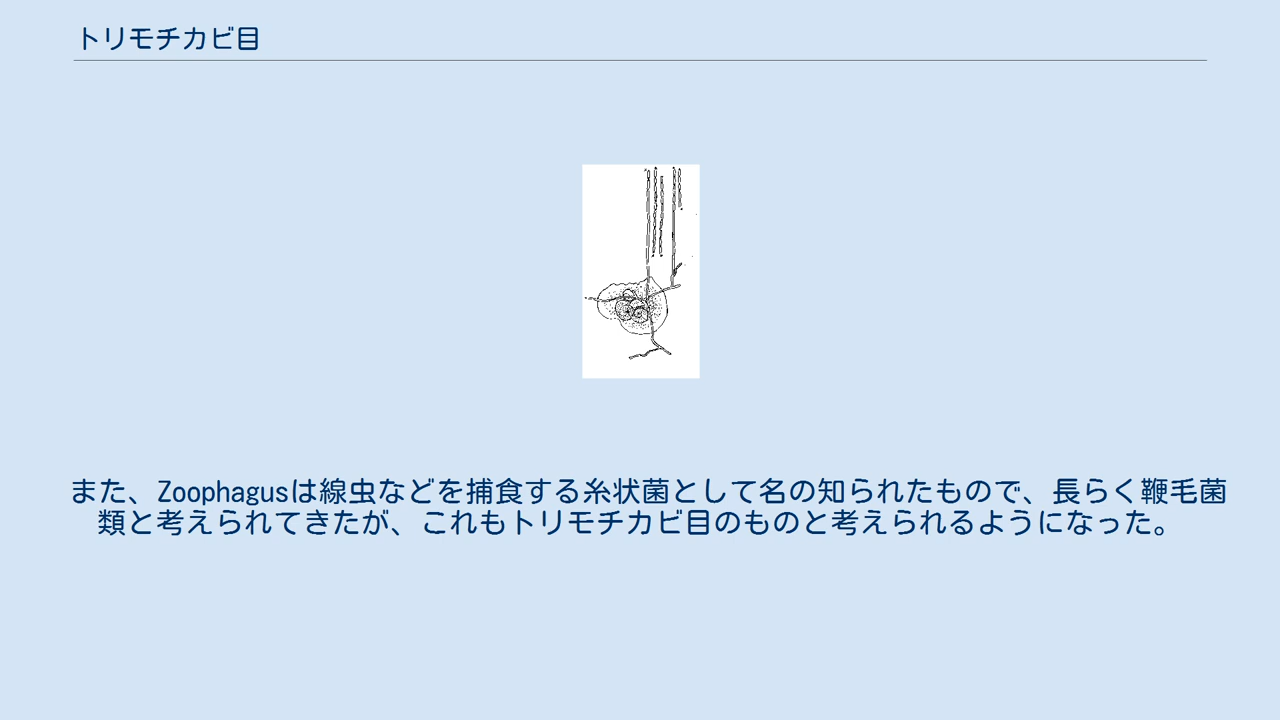 トリモチカビ目
また、Zoophagusは線虫などを捕食する糸状菌として名の知られたもので、長らく鞭毛菌
類と考えられてきたが、これもトリモチカビ目のものと考えられるようになった。